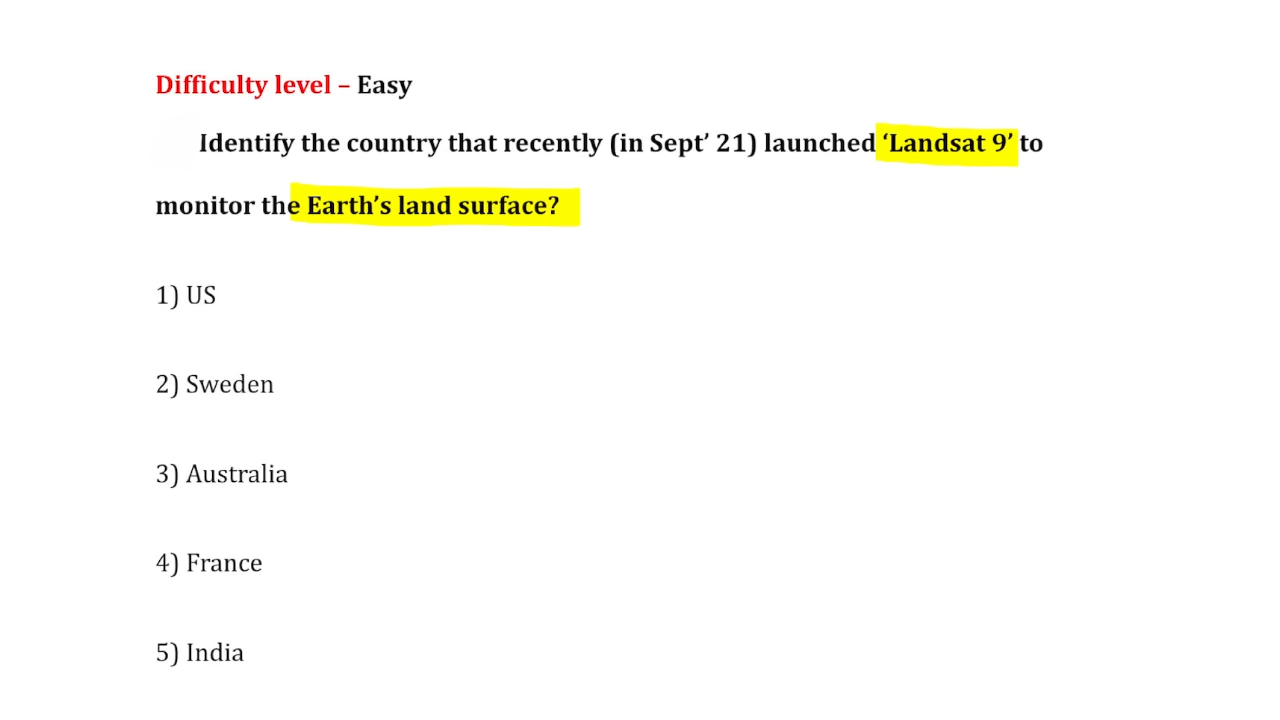 Difficulty level – Easy
Identify the country that recently (in Sept’ 21) launched ‘Landsat 9’ to
monitor the Earth’s land surface?
1) US
2) Sweden
3) Australia
4) France
5) India